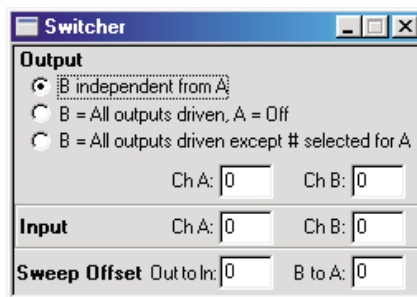 Switcher
Output
B independent from A
B = All outputs driven, A = Off
B = All outputs driven except # selected for A
Ch A: 0 Ch B: 0
Input Ch A: 0 Ch B: 0
Sweep Offset Out to In: 0 B to A: 0